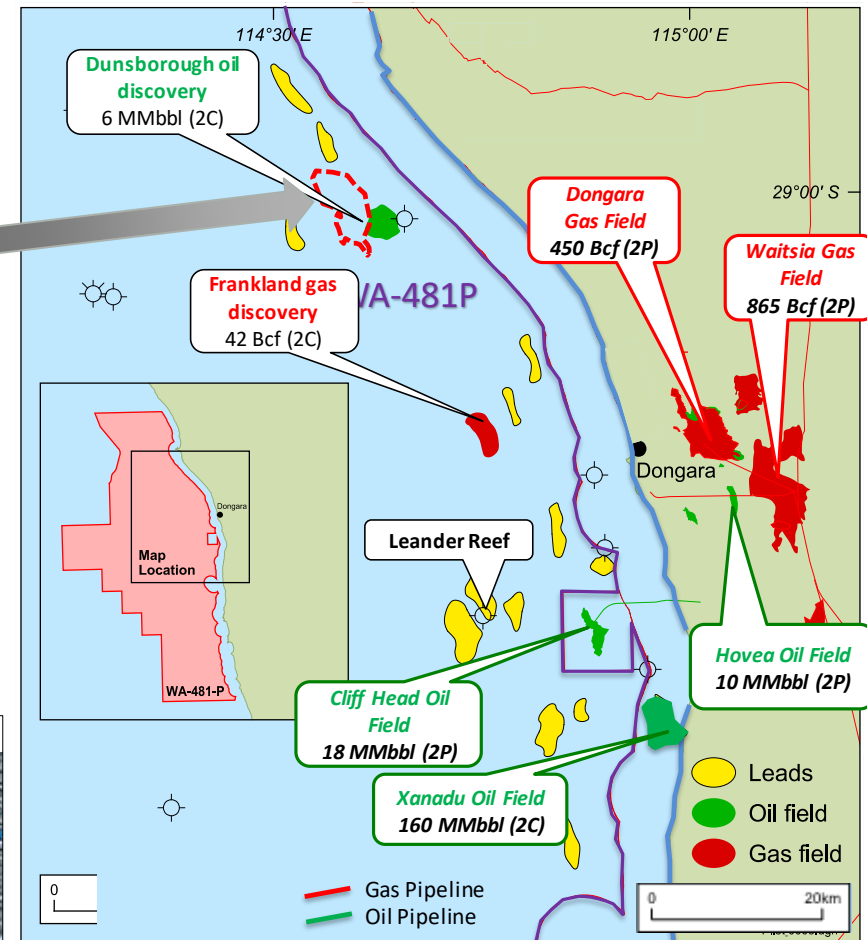 114°30' E
115°00' E
Dunsborough oil
discovery
6 MMbbl (2C)
29°00' S
Dongara
Gas Field
450 Bcf (2P)
Waitsia Gas
Field
865 Bcf (2P)
Frankland gas
discovery
42 Bcf (2C)
WA-481P
Dongara
Dongara
Map
Location
WA-481-P
Leander Reef
Hovea Oil Field
10 MMbbl (2P)
Cliff Head Oil
Field
18 MMbbl (2P)
Xanadu Oil Field
160 MMbbl (2C)
Leads
Oil field
Gas field
Gas Pipeline
Oil Pipeline
0
0 20km